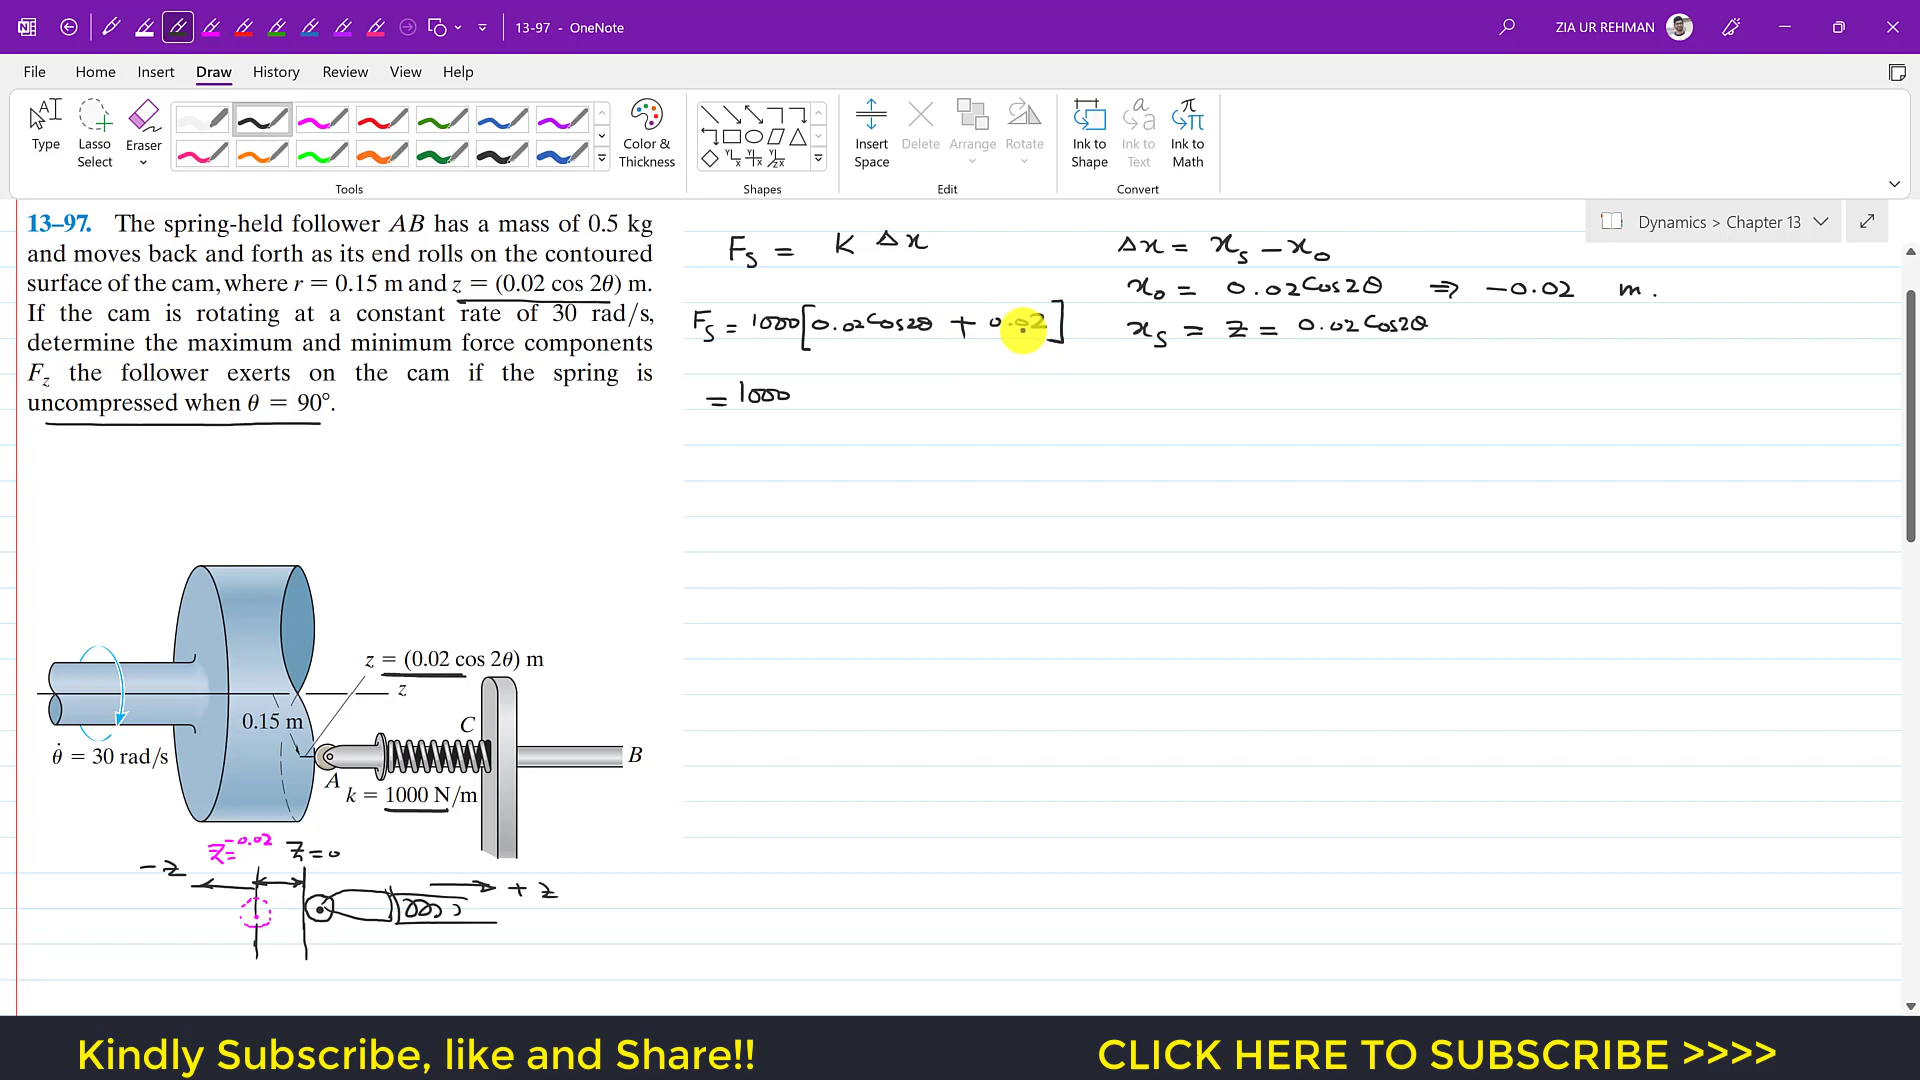 13-97 - OneNote
ZIA UR REHMAN
File Home Insert Draw History Review View Help
Type
Lasso Select
Eraser
Color & Thickness
Insert Space
Delete
Arrange
Rotate
Ink to Shape
Ink to Text
Ink to Math
Tools Shapes Edit Convert
Dynamics > Chapter 13
13–97. The spring-held follower AB has a mass of 0.5 kg
and moves back and forth as its end rolls on the contoured
surface of the cam, where r = 0.15 m and z = (0.02 cos 2θ) m.
If the cam is rotating at a constant rate of 30 rad/s,
determine the maximum and minimum force components
Fz the follower exerts on the cam if the spring is
uncompressed when θ = 90°.
Fs = K Δx
Δx = xs - xo
xo = 0.02Cos2θ ⇒ -0.02 m.
Fs = 1000[0.02Cos2θ + 0.02]
xs = z = 0.02Cos2θ
= 1000
z = (0.02 cos 2θ) m
z
0.15 m
C
θ̇ = 30 rad/s
A
B
k = 1000 N/m
z=-0.02
z=0
-z
+z
Kindly Subscribe, like and Share!!
CLICK HERE TO SUBSCRIBE >>>>